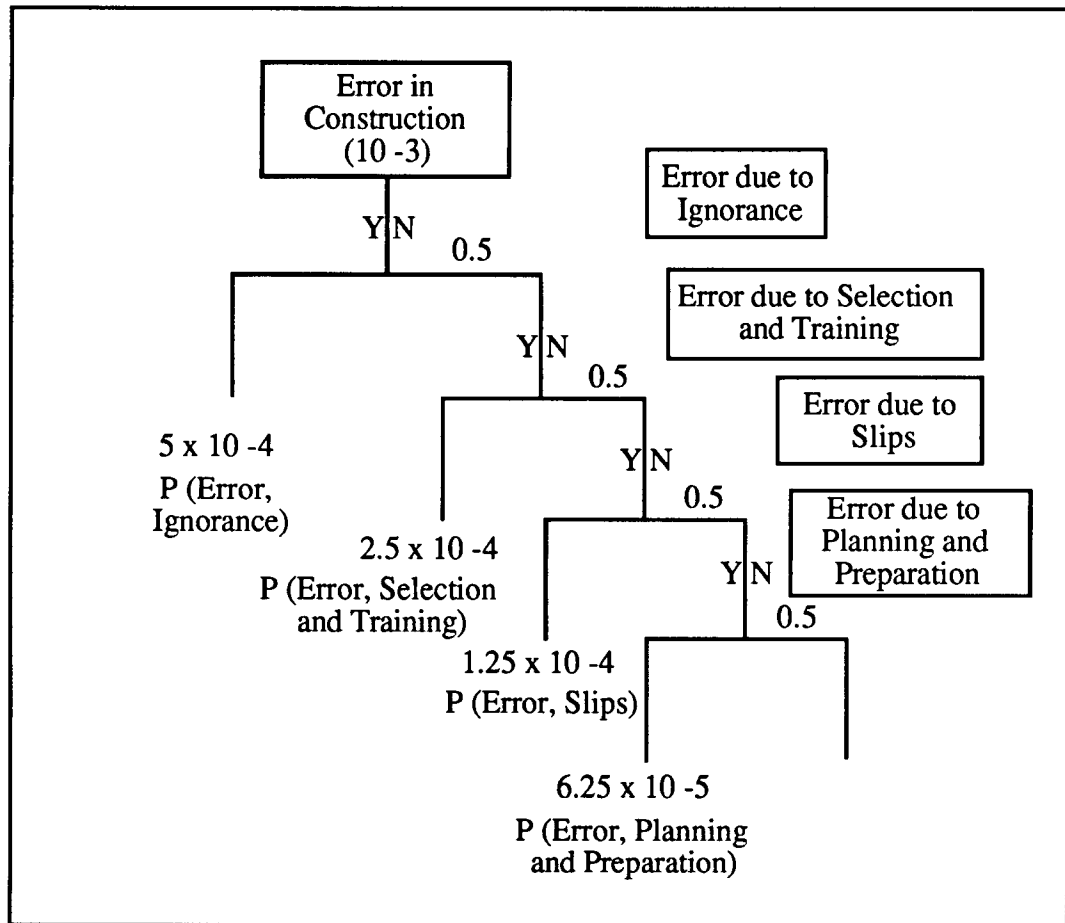 Error in
Construction
(10 -3)
Error due to
Ignorance
Y N
0.5
Error due to Selection
and Training
Y N
0.5
Error due to
Slips
5 x 10 -4
P (Error,
Ignorance)
Y N
0.5
Error due to
Planning and
Preparation
2.5 x 10 -4
P (Error, Selection
and Training)
Y N
0.5
1.25 x 10 -4
P (Error, Slips)
6.25 x 10 -5
P (Error, Planning
and Preparation)